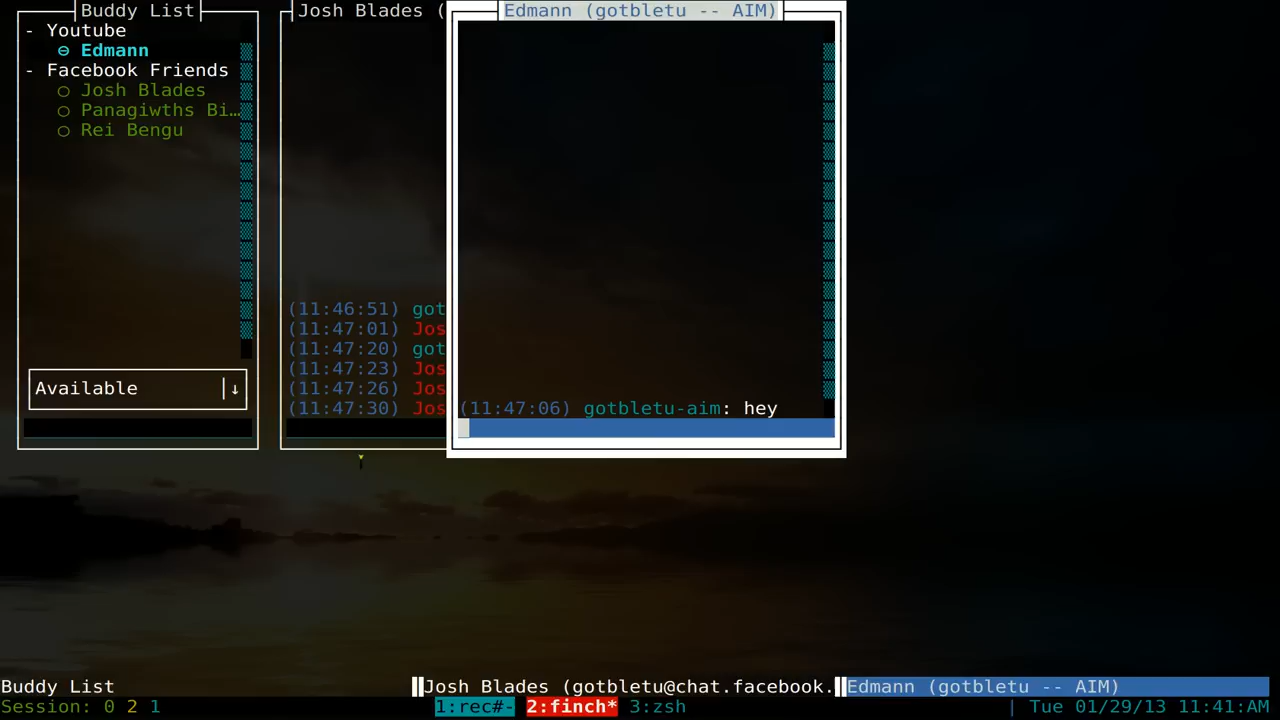 Buddy List
- Youtube
⊖ Edmann
- Facebook Friends
○ Josh Blades
○ Panagiwths Bi…
○ Rei Bengu
Available ↓
Josh Blades (
(11:46:51) got
(11:47:01) Jos
(11:47:20) got
(11:47:23) Jos
(11:47:26) Jos
(11:47:30) Jos
Edmann (gotbletu -- AIM)
(11:47:06) gotbletu-aim: hey
Buddy List
Josh Blades (gotbletu@chat.facebook.
Edmann (gotbletu -- AIM)
Session: 0 2 1
1:rec#- 2:finch* 3:zsh
| Tue 01/29/13 11:41:AM